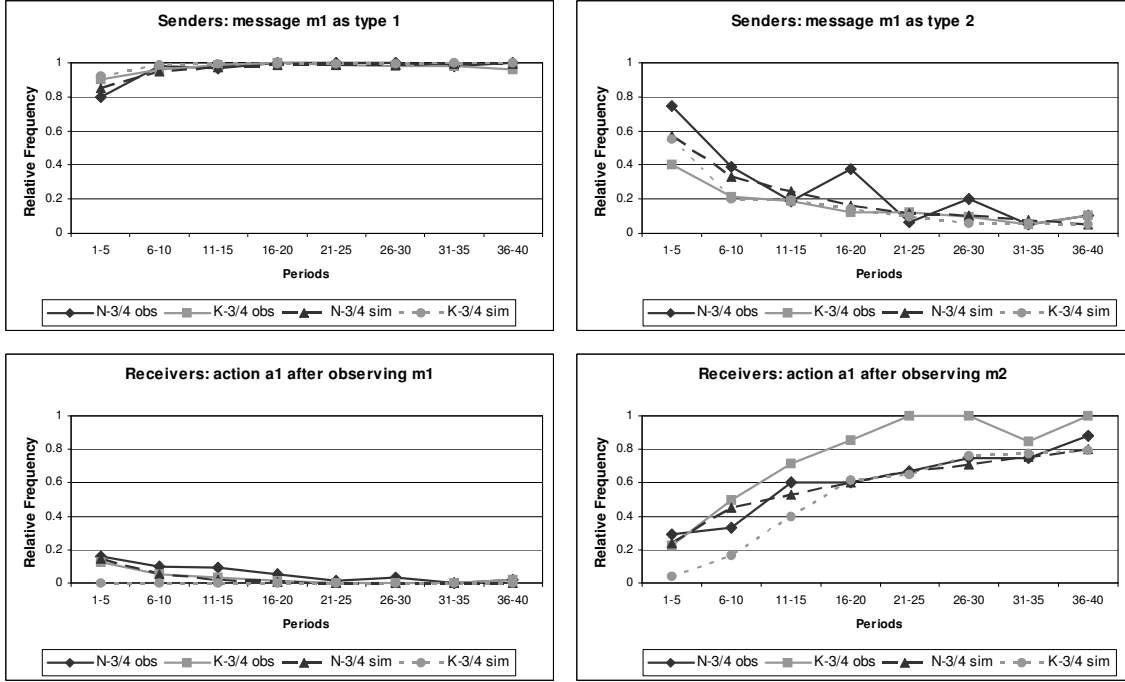 Senders: message m1 as type 1
Relative Frequency
1
0.8
0.6
0.4
0.2
0
1-5 6-10 11-15 16-20 21-25 26-30 31-35 36-40
Periods
N-3/4 obs K-3/4 obs N-3/4 sim K-3/4 sim
Senders: message m1 as type 2
Relative Frequency
1
0.8
0.6
0.4
0.2
0
1-5 6-10 11-15 16-20 21-25 26-30 31-35 36-40
Periods
N-3/4 obs K-3/4 obs N-3/4 sim K-3/4 sim
Receivers: action a1 after observing m1
Relative Frequency
1
0.8
0.6
0.4
0.2
0
1-5 6-10 11-15 16-20 21-25 26-30 31-35 36-40
Periods
N-3/4 obs K-3/4 obs N-3/4 sim K-3/4 sim
Receivers: action a1 after observing m2
Relative Frequency
1
0.8
0.6
0.4
0.2
0
1-5 6-10 11-15 16-20 21-25 26-30 31-35 36-40
Periods
N-3/4 obs K-3/4 obs N-3/4 sim K-3/4 sim